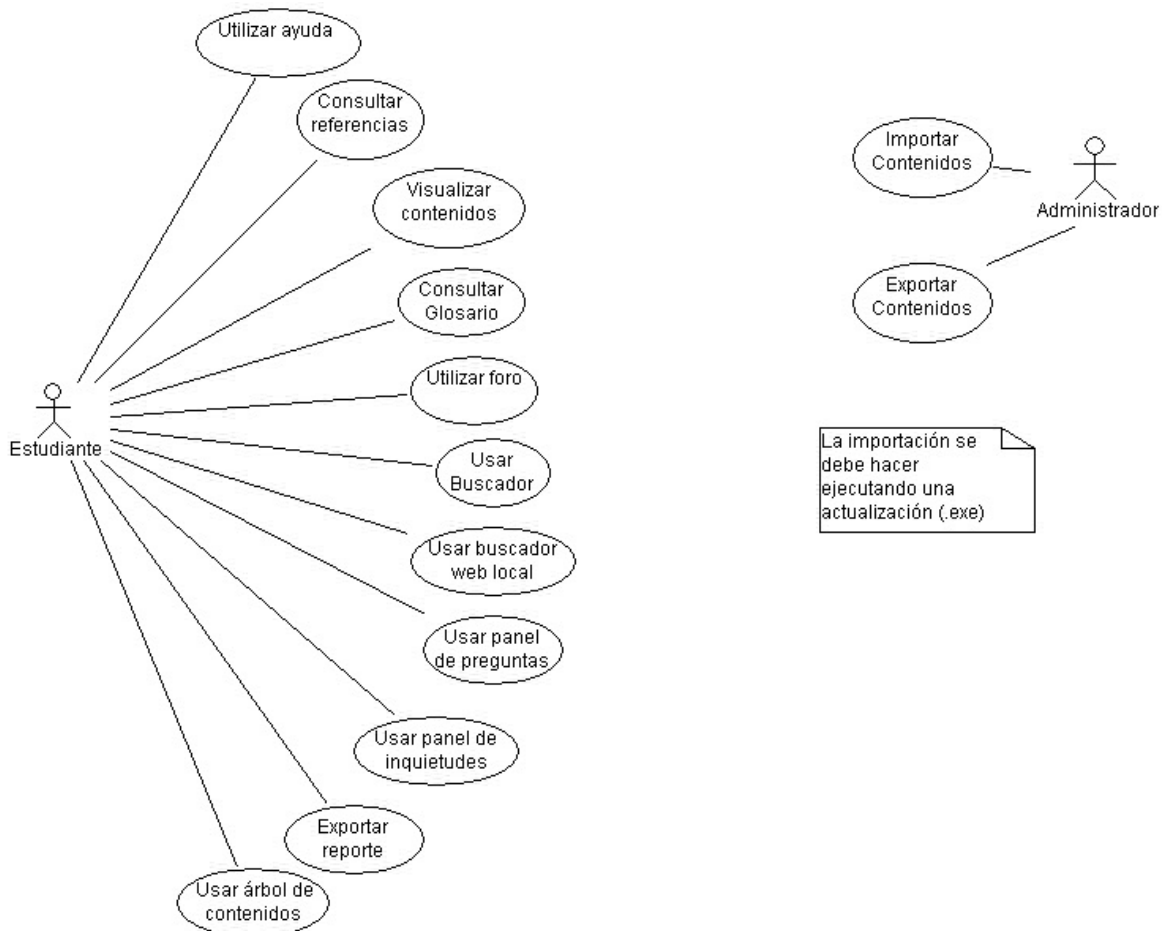 Utilizar ayuda
Consultar
referencias
Visualizar
contenidos
Consultar
Glosario
Utilizar foro
Usar
Buscador
Usar buscador
web local
Usar panel
de preguntas
Usar panel de
inquietudes
Exportar
reporte
Usar árbol de
contenidos
Estudiante
Importar
Contenidos
Administrador
Exportar
Contenidos
La importación se
debe hacer
ejecutando una
actualización (.exe)